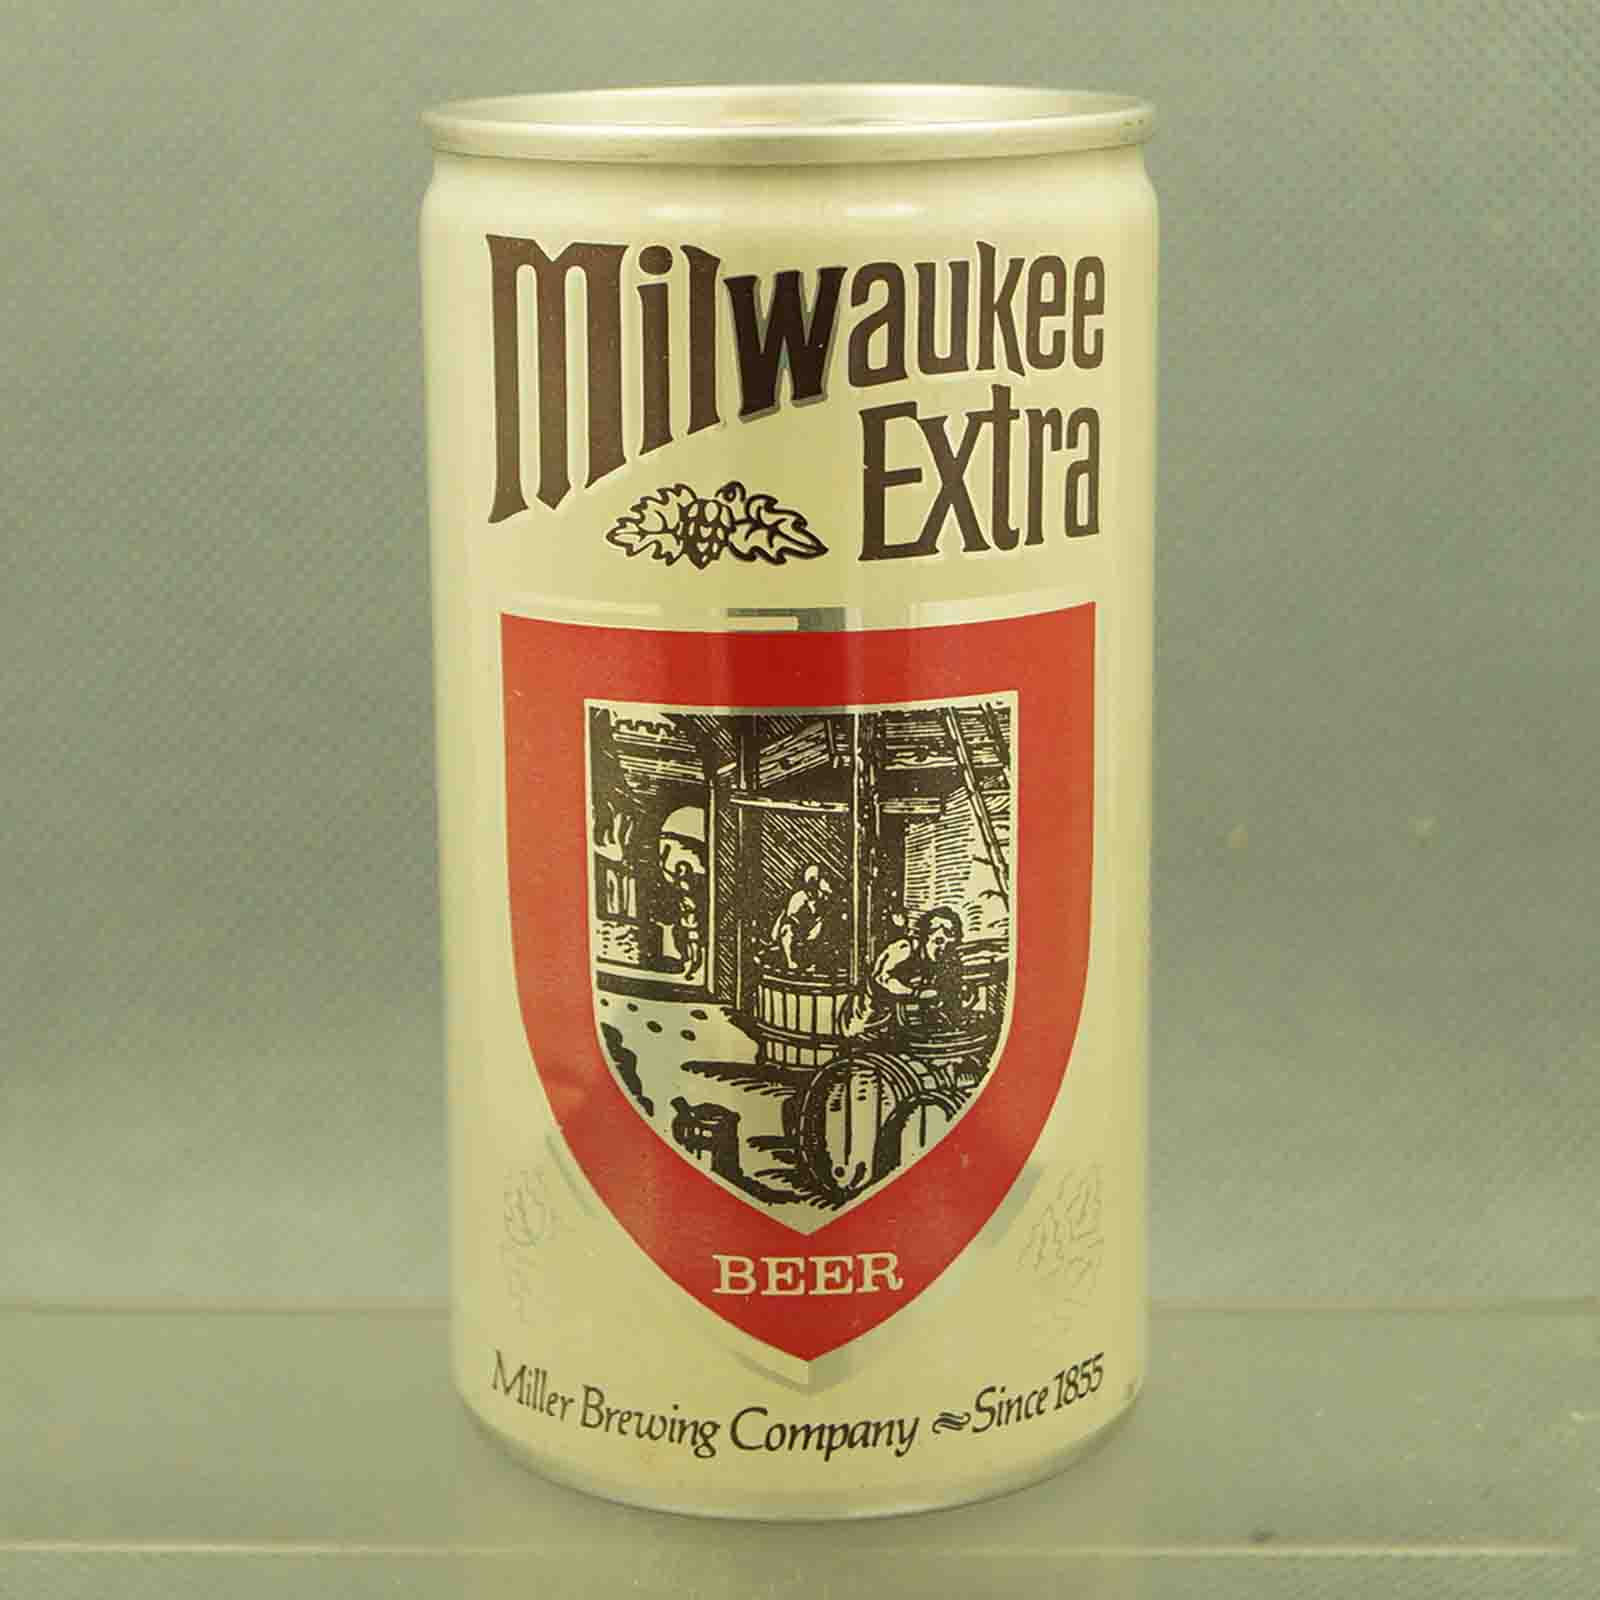 Milwaukee
Extra
BEER
Miller Brewing Company ≈ Since 1855